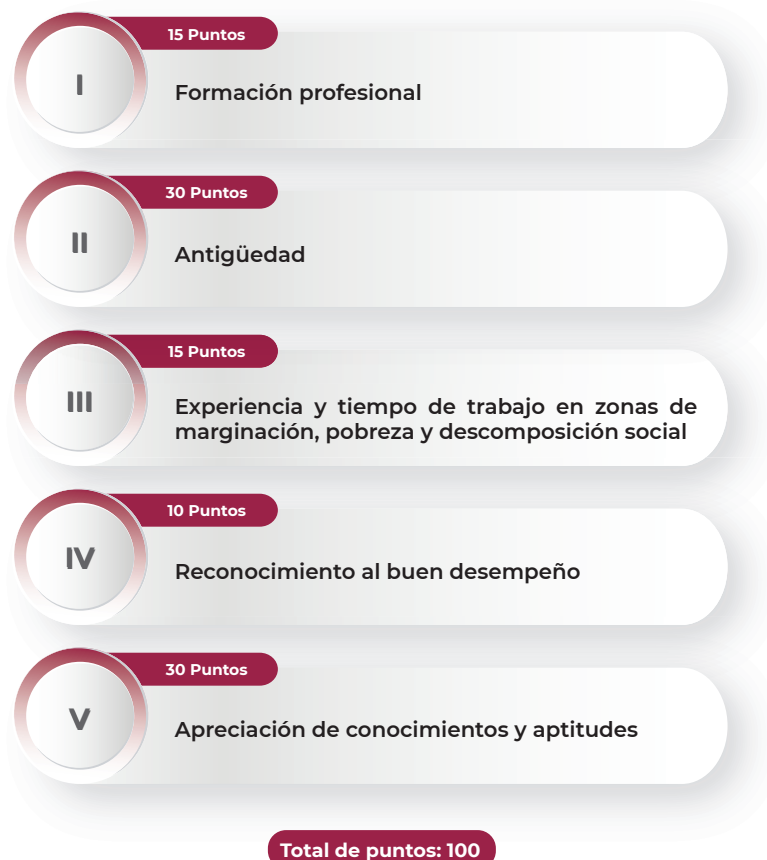 15 Puntos
I
Formación profesional
30 Puntos
II
Antigüedad
15 Puntos
III
Experiencia y tiempo de trabajo en zonas de
marginación, pobreza y descomposición social
10 Puntos
IV
Reconocimiento al buen desempeño
30 Puntos
V
Apreciación de conocimientos y aptitudes
Total de puntos: 100